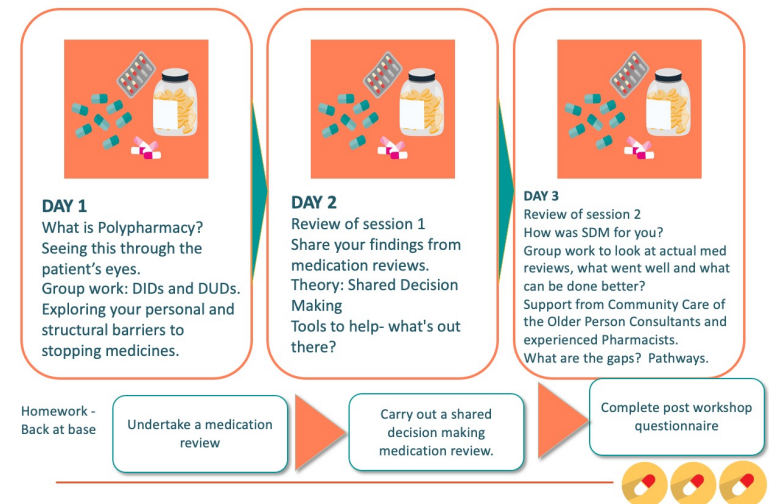 DAY 1
What is Polypharmacy?
Seeing this through the
patient's eyes.
Group work: DIDs and DUDs.
Exploring your personal and
structural barriers to
stopping medicines.
DAY 2
Review of session 1
Share your findings from
medication reviews.
Theory: Shared Decision
Making
Tools to help- what's out
there?
DAY 3
Review of session 2
How was SDM for you?
Group work to look at actual med
reviews, what went well and what
can be done better?
Support from Community Care of
the Older Person Consultants and
experienced Pharmacists.
What are the gaps?  Pathways.
Homework -
Back at base
Undertake a medication
review
Carry out a shared
decision making
medication review.
Complete post workshop
questionnaire